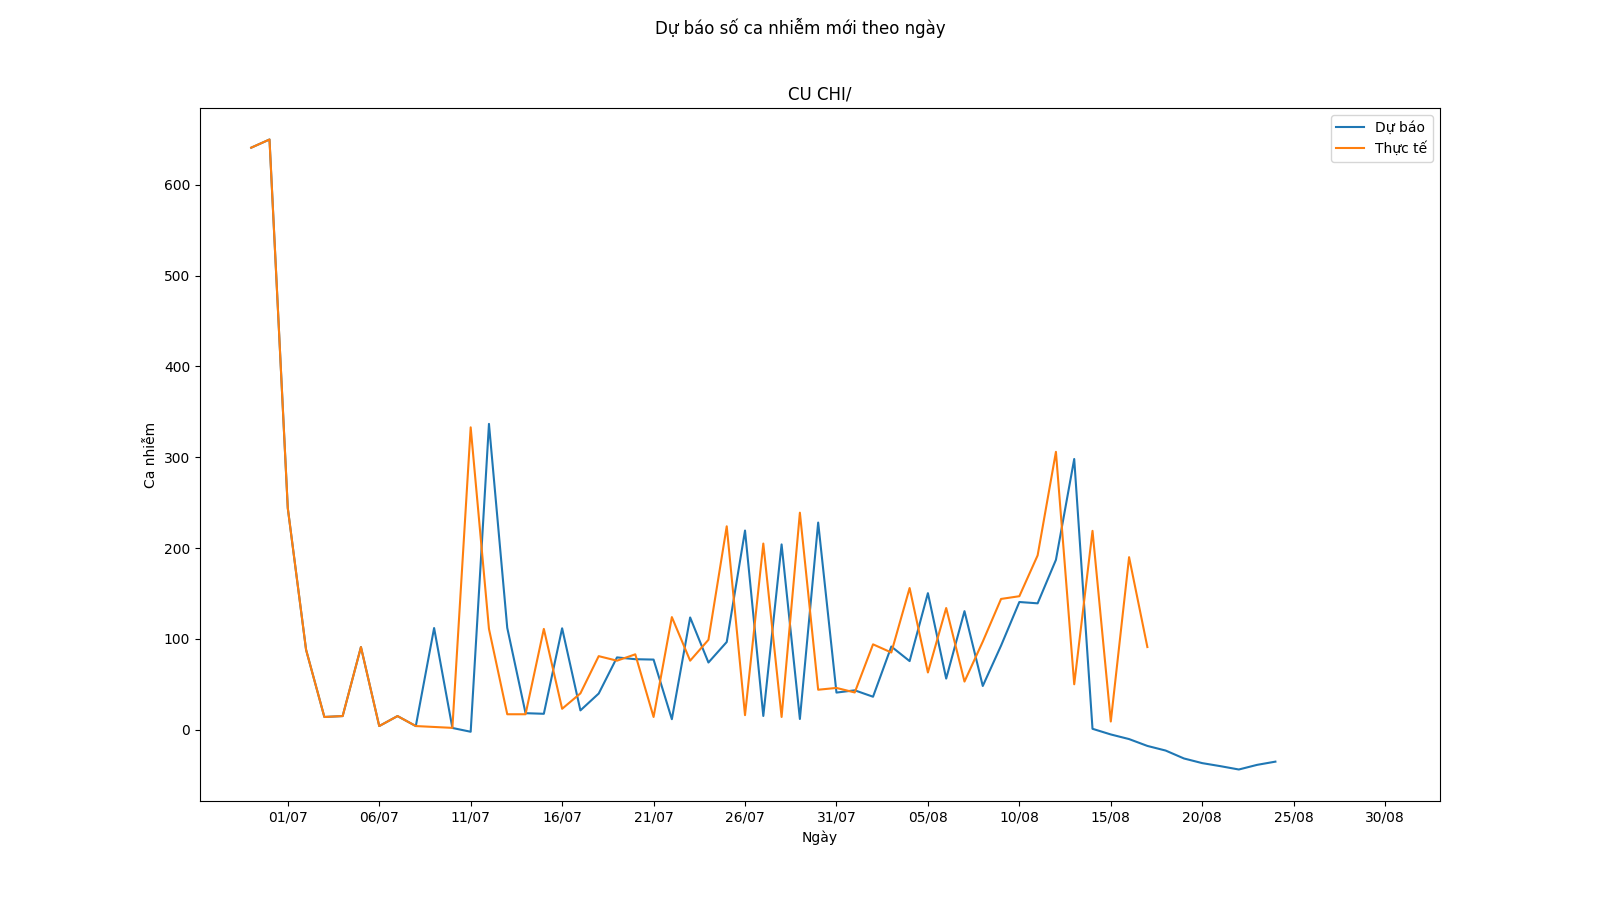 Dự báo số ca nhiễm mới theo ngày
CU CHI/
Dự báo
Thực tế
600
500
400
300
200
100
0
Ca nhiễm
01/07 06/07 11/07 16/07 21/07 26/07 31/07 05/08 10/08 15/08 20/08 25/08 30/08
Ngày